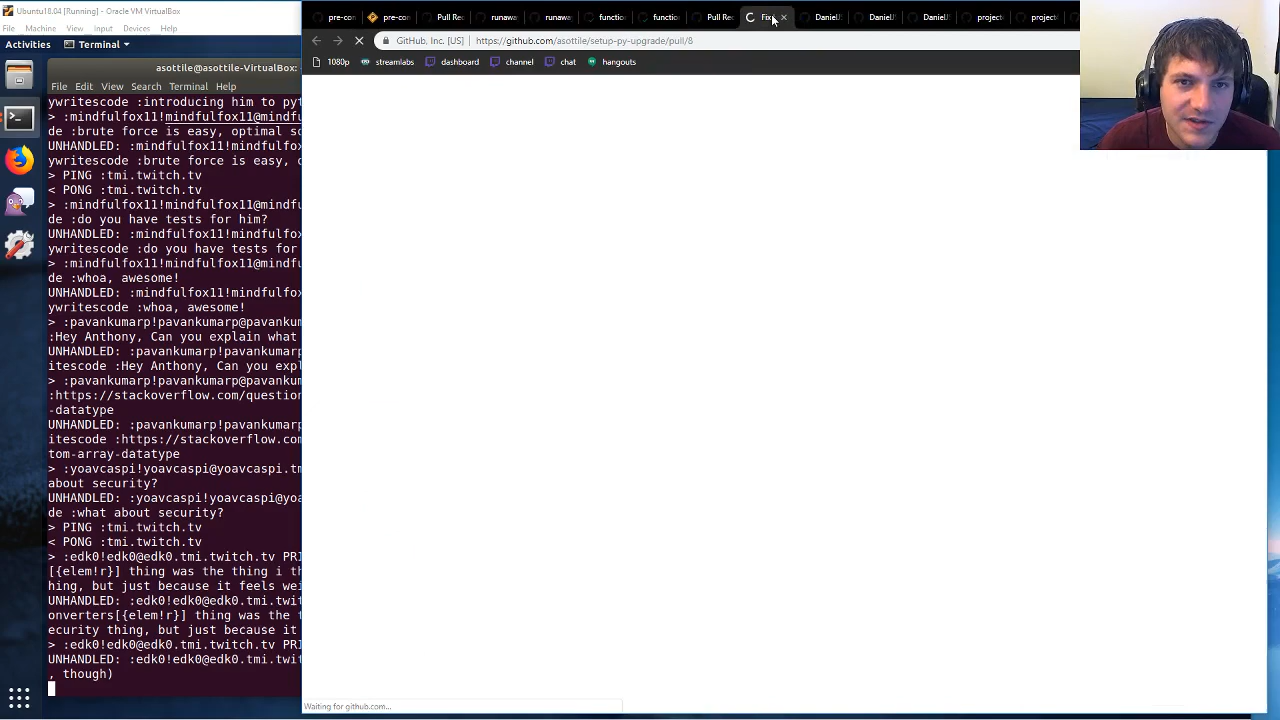 Ubuntu18.04 [Running] - Oracle VM VirtualBox
File Machine View Input Devices Help
Activities Terminal
asottile@asottile-VirtualBox:
File Edit View Search Terminal Help
ywritescode :introducing him to pyt
> :mindfulfox11!mindfulfox11@mindfu
de :brute force is easy, optimal so
UNHANDLED: :mindfulfox11!mindfulfox
ywritescode :brute force is easy, o
> PING :tmi.twitch.tv
< PONG :tmi.twitch.tv
> :mindfulfox11!mindfulfox11@mindfu
de :do you have tests for him?
UNHANDLED: :mindfulfox11!mindfulfox
ywritescode :do you have tests for
> :mindfulfox11!mindfulfox11@mindfu
de :whoa, awesome!
UNHANDLED: :mindfulfox11!mindfulfox
ywritescode :whoa, awesome!
> :pavankumarp!pavankumarp@pavankum
:Hey Anthony, Can you explain what
UNHANDLED: :pavankumarp!pavankumarp
itescode :Hey Anthony, Can you expl
> :pavankumarp!pavankumarp@pavankum
:https://stackoverflow.com/question
-datatype
UNHANDLED: :pavankumarp!pavankumarp
itescode :https://stackoverflow.com
tom-array-datatype
> :yoavcaspi!yoavcaspi@yoavcaspi.tm
about security?
UNHANDLED: :yoavcaspi!yoavcaspi@yoa
de :what about security?
> PING :tmi.twitch.tv
< PONG :tmi.twitch.tv
> :edk0!edk0@edk0.tmi.twitch.tv PRI
[{elem!r}] thing was the thing i th
hing, but just because it feels wei
UNHANDLED: :edk0!edk0@edk0.tmi.twit
onverters[{elem!r}] thing was the t
ecurity thing, but just because it
> :edk0!edk0@edk0.tmi.twitch.tv PRI
UNHANDLED: :edk0!edk0@edk0.tmi.twit
, though)
pre-con pre-con Pull Rec runawa runawa functio functio Pull Rec Fix Daniel Daniel Daniel project project
GitHub, Inc. [US] https://github.com/asottile/setup-py-upgrade/pull/8
1080p streamlabs dashboard channel chat hangouts
Waiting for github.com...